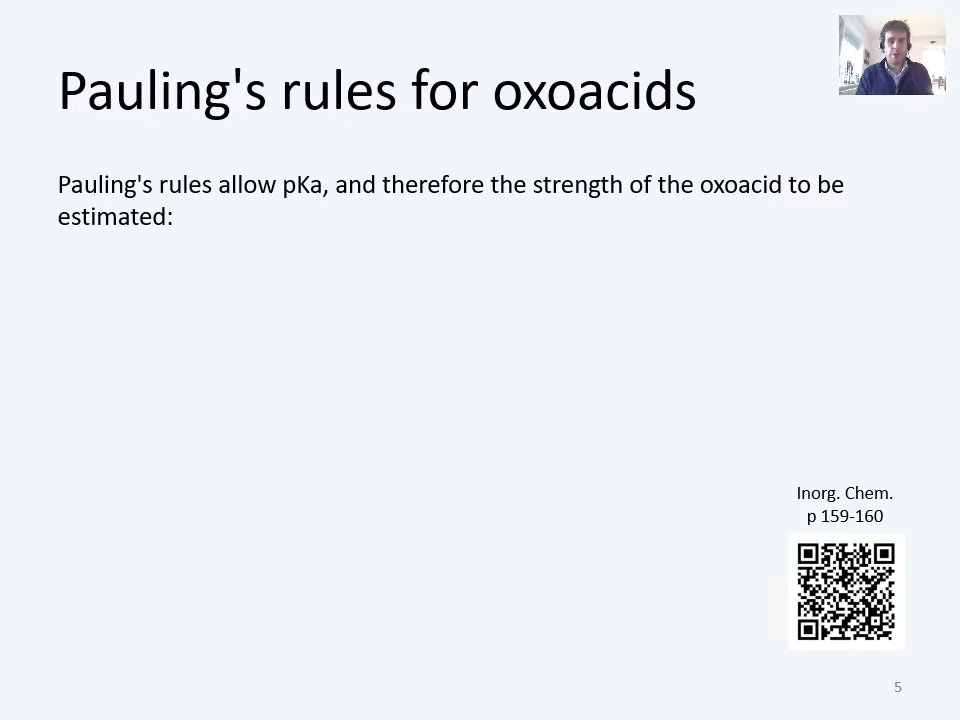 Pauling's rules for oxoacids
Pauling's rules allow pKa, and therefore the strength of the oxoacid to be
estimated:
Inorg. Chem.
p 159-160
5